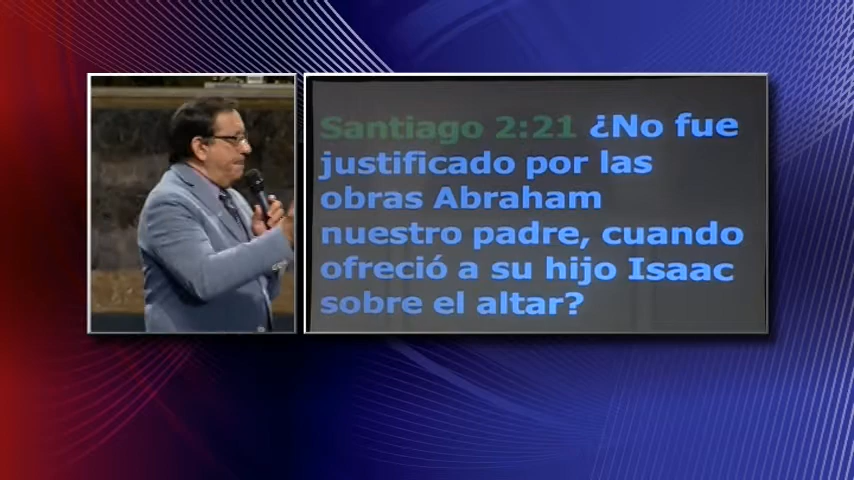 Santiago 2:21 ¿No fue
justificado por las
obras Abraham
nuestro padre, cuando
ofreció a su hijo Isaac
sobre el altar?